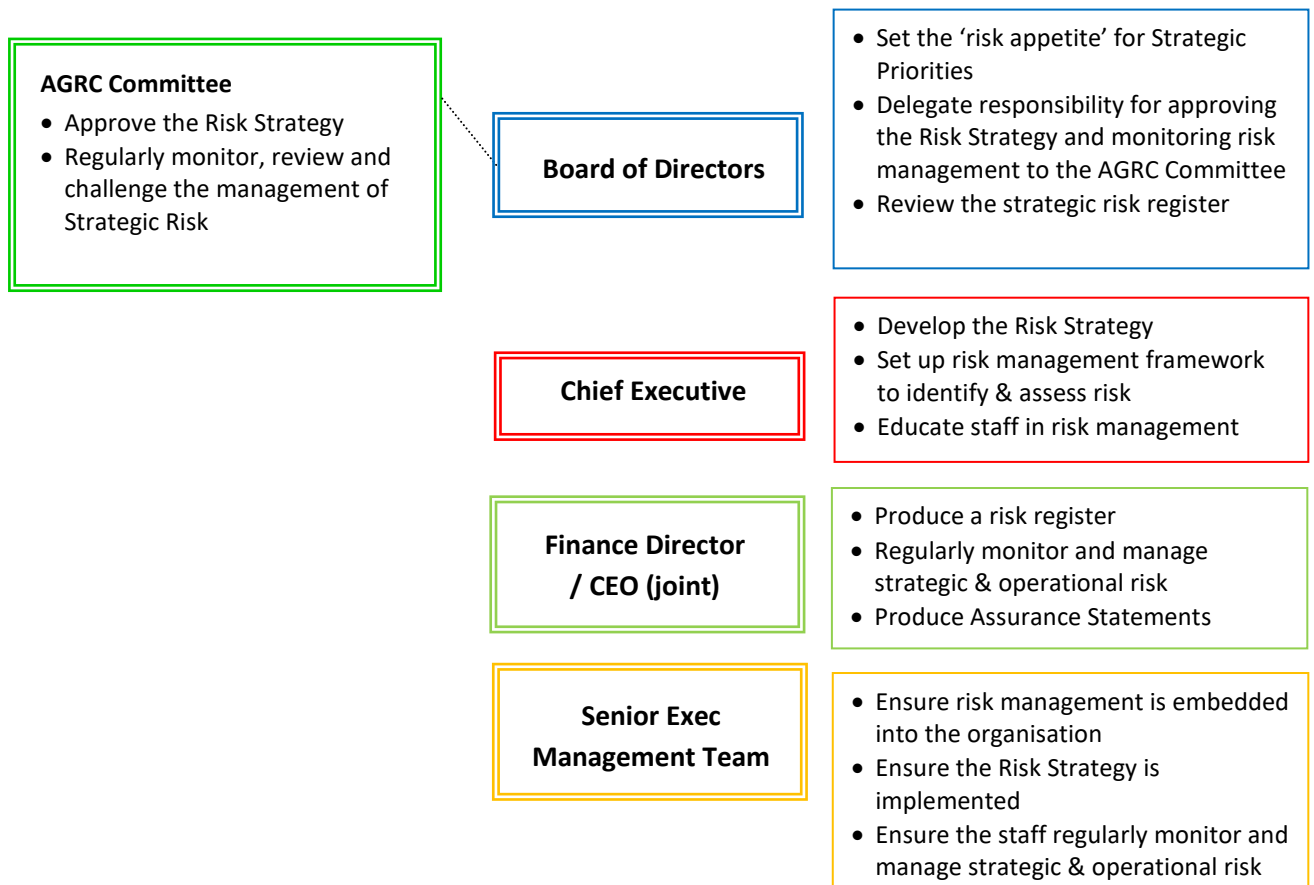 AGRC Committee
• Approve the Risk Strategy
• Regularly monitor, review and
challenge the management of
Strategic Risk
Board of Directors
• Set the ‘risk appetite’ for Strategic
Priorities
• Delegate responsibility for approving
the Risk Strategy and monitoring risk
management to the AGRC Committee
• Review the strategic risk register
Chief Executive
• Develop the Risk Strategy
• Set up risk management framework
to identify & assess risk
• Educate staff in risk management
Finance Director
/ CEO (joint)
• Produce a risk register
• Regularly monitor and manage
strategic & operational risk
• Produce Assurance Statements
Senior Exec
Management Team
• Ensure risk management is embedded
into the organisation
• Ensure the Risk Strategy is
implemented
• Ensure the staff regularly monitor and
manage strategic & operational risk